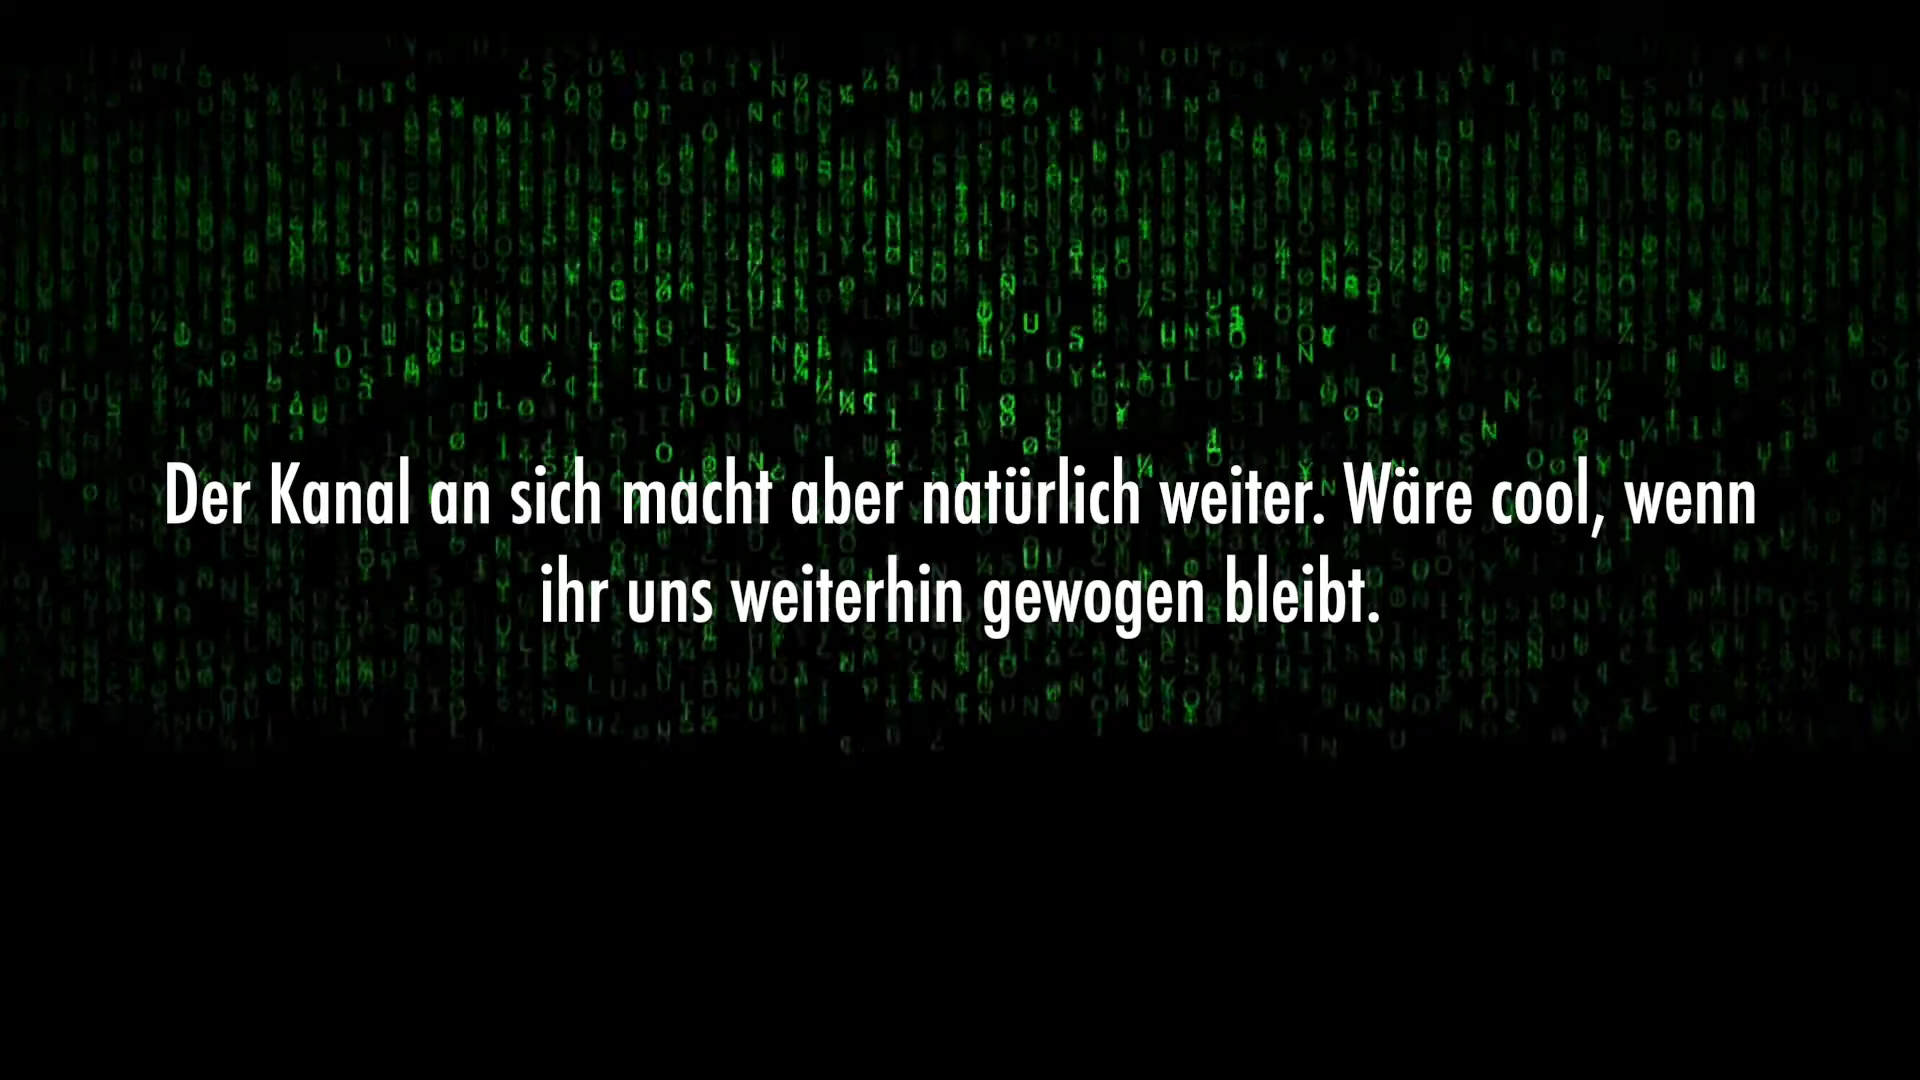 Der Kanal an sich macht aber natürlich weiter. Wäre cool, wenn
ihr uns weiterhin gewogen bleibt.